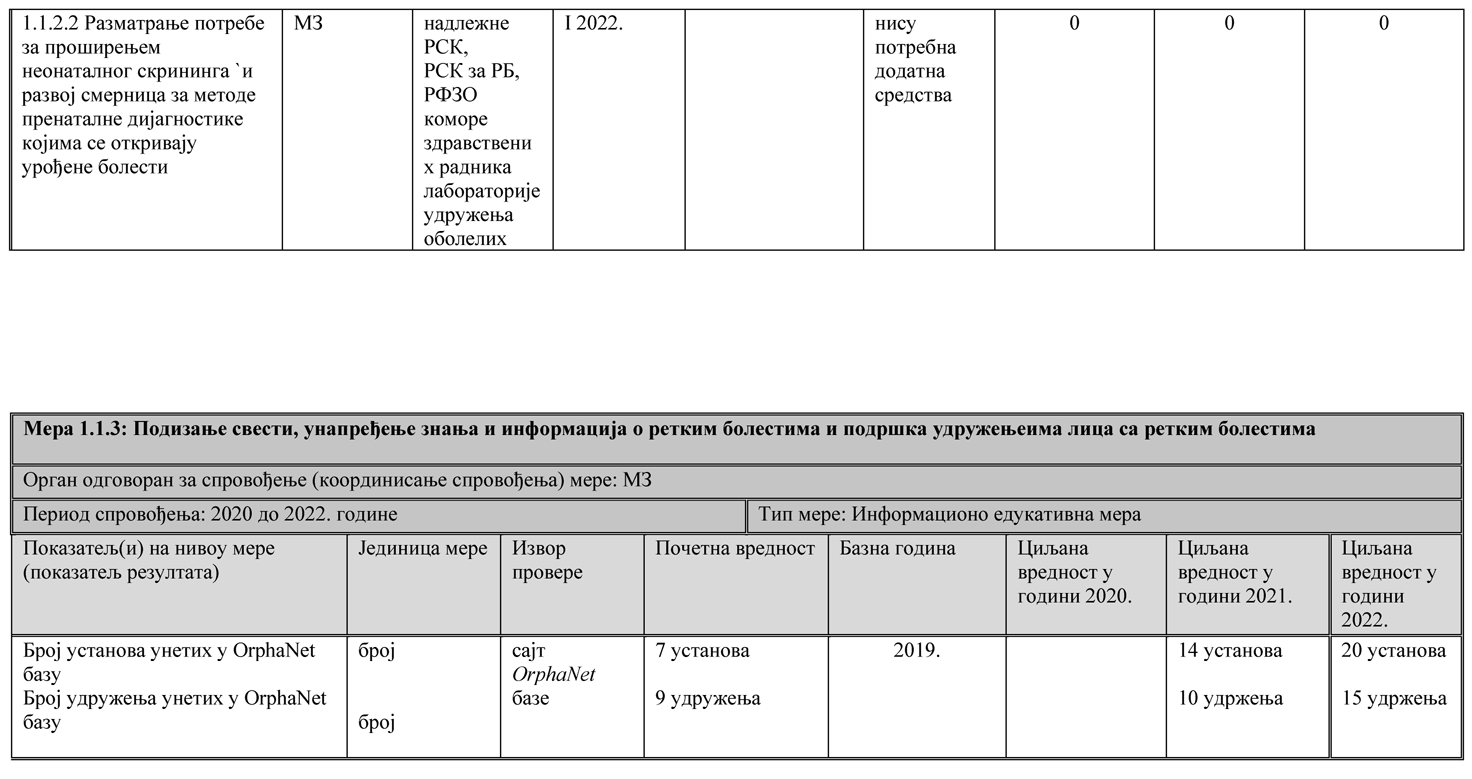 1.1.2.2 Разматрање потребе
за проширењем
неонаталног скрининга `и
развој смерница за методе
пренаталне дијагностике
којима се откривају
урођене болести
МЗ
надлежне
РСК,
РСК за РБ,
РФЗО
коморе
здравствени
х радника
лабораторије
удружења
оболелих
I 2022.
нису
потребна
додатна
средства
0
0
0
Мера 1.1.3: Подизање свести, унапређење знања и информација о ретким болестима и подршка удружењеима лица са ретким болестима
Орган одговоран за спровођење (координисање спровођења) мере: МЗ
Период спровођења: 2020 до 2022. године
Тип мере: Информационо едукативна мера
Показатељ(и) на нивоу мере
(показатељ резултата)
Јединица мере
Извор
провере
Почетна вредност
Базна година
Циљана
вредност у
години 2020.
Циљана
вредност у
години 2021.
Циљана
вредност у
години
2022.
Број установа унетих у OrphaNet
базу
Број удружења унетих у OrphaNet
базу
број
број
сајт
OrphaNet
базе
7 установа
9 удружења
2019.
14 установа
10 удржења
20 установа
15 удржења